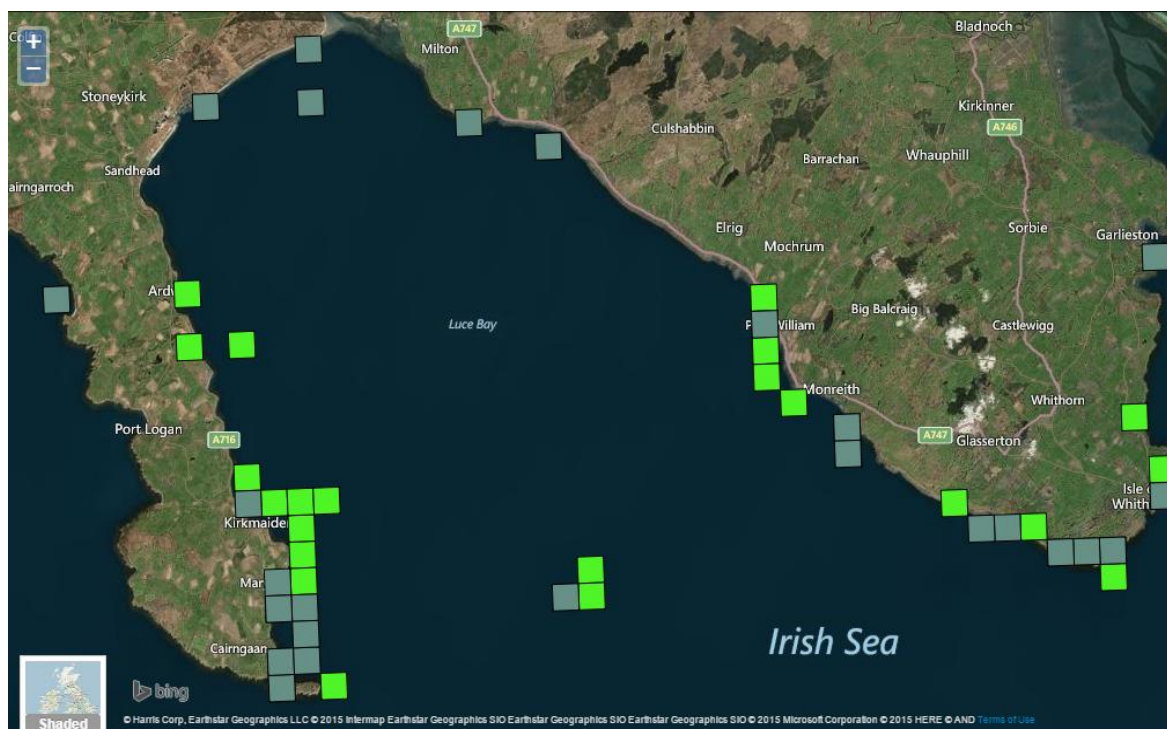 A747
Bladnoch
Milton
+
−
Stoneykirk
Kirkinner
A746
Culshabbin
Whauphill
Barrachan
Sandhead
airngarroch
Elrig
Sorbie
Garlieston
Mochrum
Ard
Big Balcraig
Luce Bay
William
Castlewigg
Monreith
Whithorn
Port Logan
A716
A747
Glasserton
Isle
Whith
Kirkmaide
Mar
Irish Sea
Cairngaan
bing
Shaded
© Harris Corp, Earthstar Geographics LLC © 2015 Intermap Earthstar Geographics SIO Earthstar Geographics SIO Earthstar Geographics SIO © 2015 Microsoft Corporation © 2015 HERE © AND Terms of Use